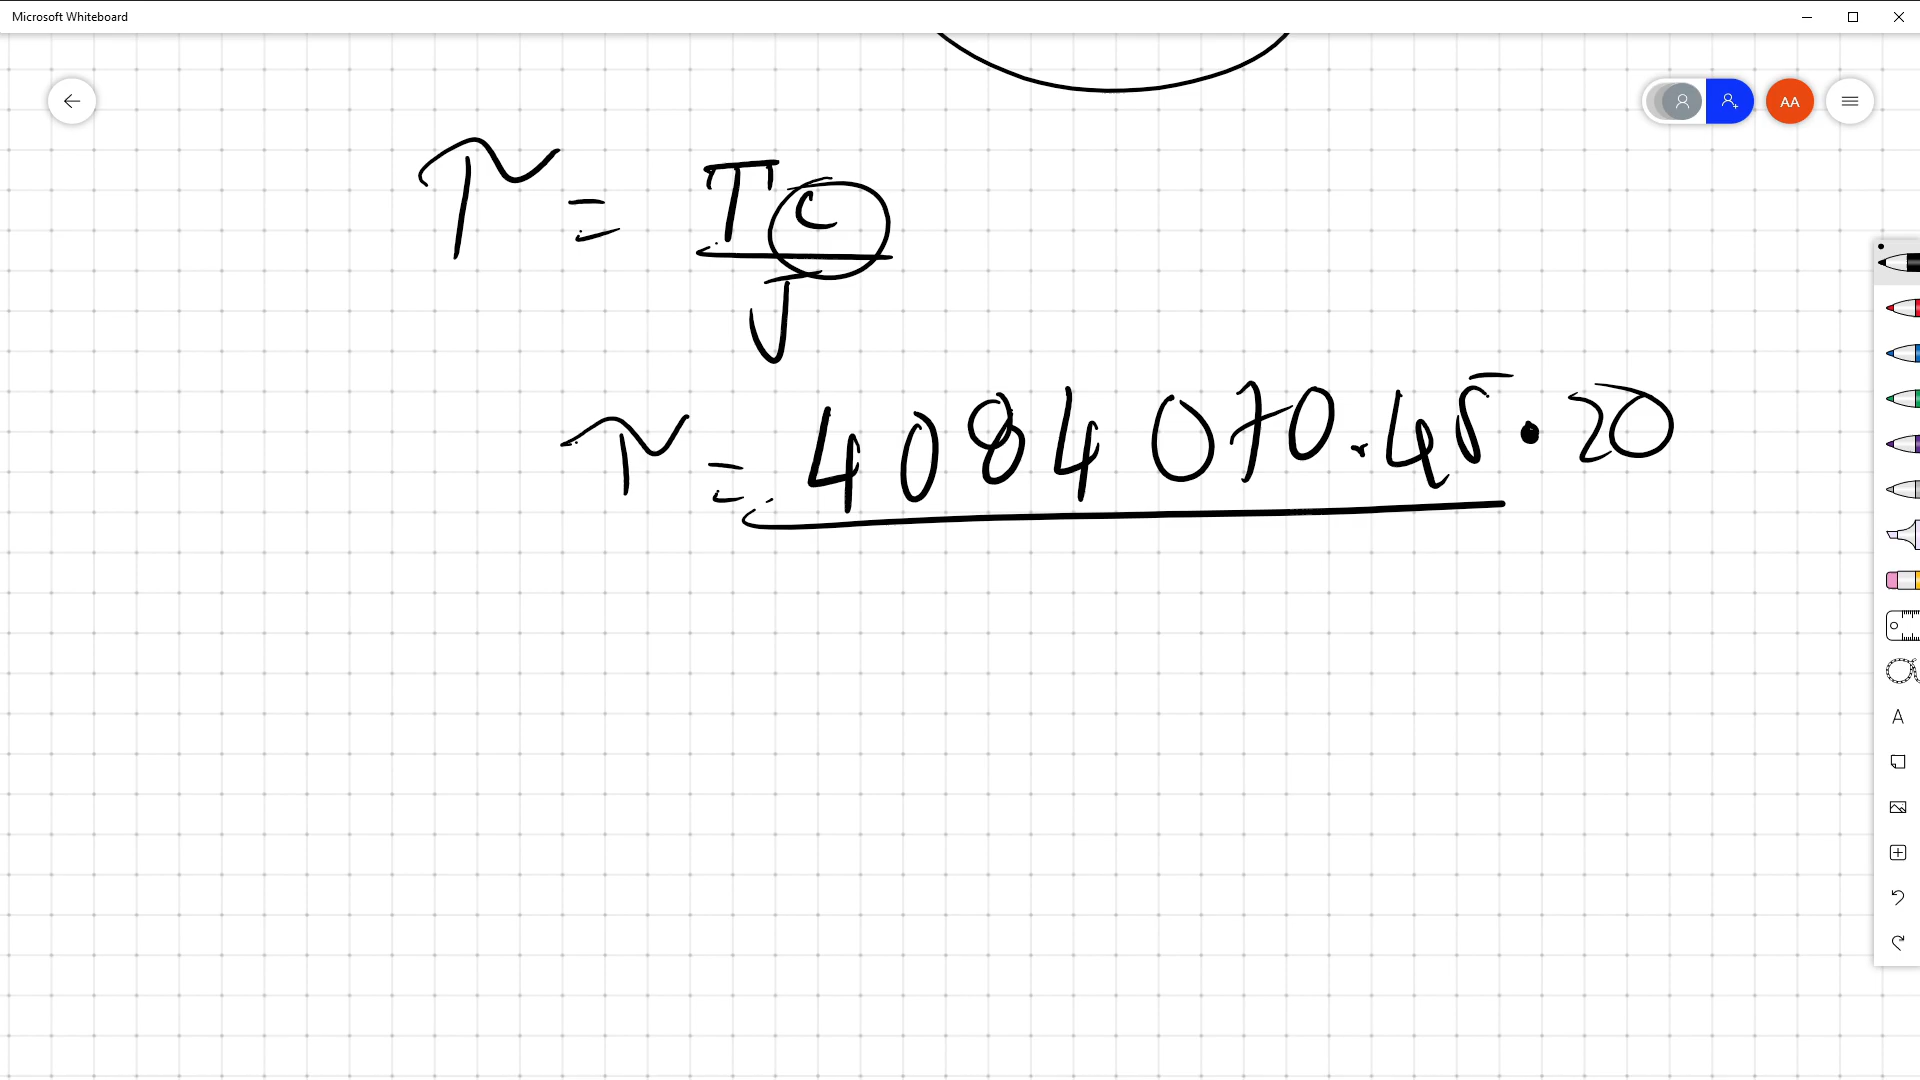 Microsoft Whiteboard
AA
τ = Tc
J
τ = 4084070.45 • 20
A